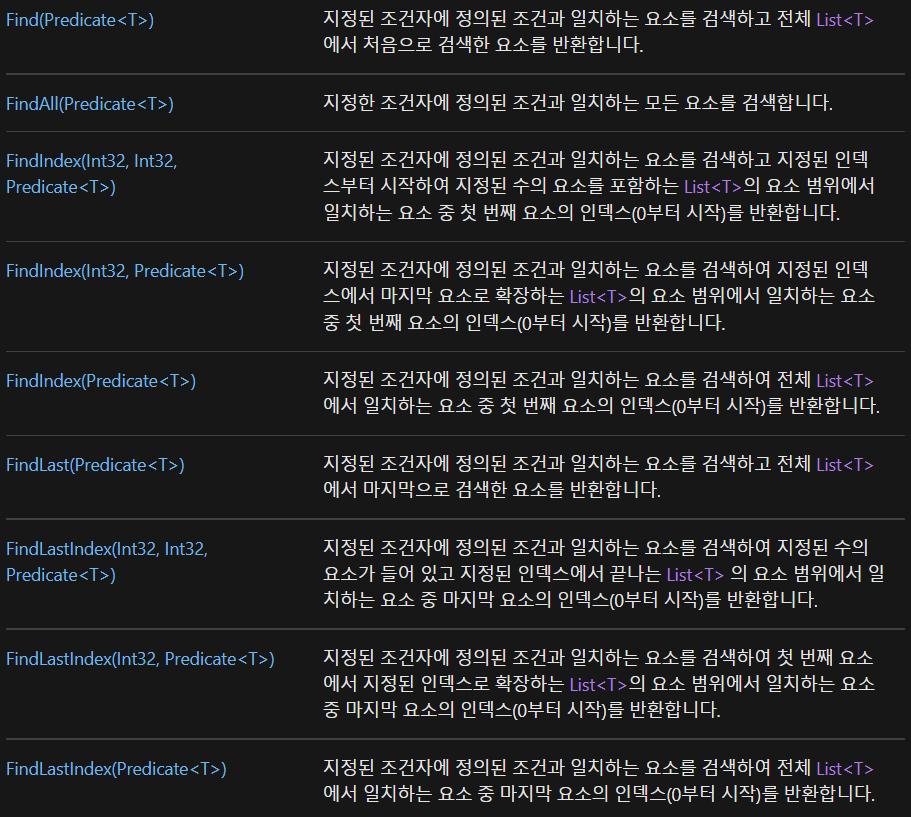 Find(Predicate<T>)
지정된 조건자에 정의된 조건과 일치하는 요소를 검색하고 전체 List<T>
에서 처음으로 검색한 요소를 반환합니다.
FindAll(Predicate<T>)
지정한 조건자에 정의된 조건과 일치하는 모든 요소를 검색합니다.
FindIndex(Int32, Int32,
Predicate<T>)
지정된 조건자에 정의된 조건과 일치하는 요소를 검색하고 지정된 인덱
스부터 시작하여 지정된 수의 요소를 포함하는 List<T>의 요소 범위에서
일치하는 요소 중 첫 번째 요소의 인덱스(0부터 시작)를 반환합니다.
FindIndex(Int32, Predicate<T>)
지정된 조건자에 정의된 조건과 일치하는 요소를 검색하여 지정된 인덱
스에서 마지막 요소로 확장하는 List<T>의 요소 범위에서 일치하는 요소
중 첫 번째 요소의 인덱스(0부터 시작)를 반환합니다.
FindIndex(Predicate<T>)
지정된 조건자에 정의된 조건과 일치하는 요소를 검색하여 전체 List<T>
에서 일치하는 요소 중 첫 번째 요소의 인덱스(0부터 시작)를 반환합니다.
FindLast(Predicate<T>)
지정된 조건자에 정의된 조건과 일치하는 요소를 검색하고 전체 List<T>
에서 마지막으로 검색한 요소를 반환합니다.
FindLastIndex(Int32, Int32,
Predicate<T>)
지정된 조건자에 정의된 조건과 일치하는 요소를 검색하여 지정된 수의
요소가 들어 있고 지정된 인덱스에서 끝나는 List<T> 의 요소 범위에서 일
치하는 요소 중 마지막 요소의 인덱스(0부터 시작)를 반환합니다.
FindLastIndex(Int32, Predicate<T>)
지정된 조건자에 정의된 조건과 일치하는 요소를 검색하여 첫 번째 요소
에서 지정된 인덱스로 확장하는 List<T>의 요소 범위에서 일치하는 요소
중 마지막 요소의 인덱스(0부터 시작)를 반환합니다.
FindLastIndex(Predicate<T>)
지정된 조건자에 정의된 조건과 일치하는 요소를 검색하여 전체 List<T>
에서 일치하는 요소 중 마지막 요소의 인덱스(0부터 시작)를 반환합니다.